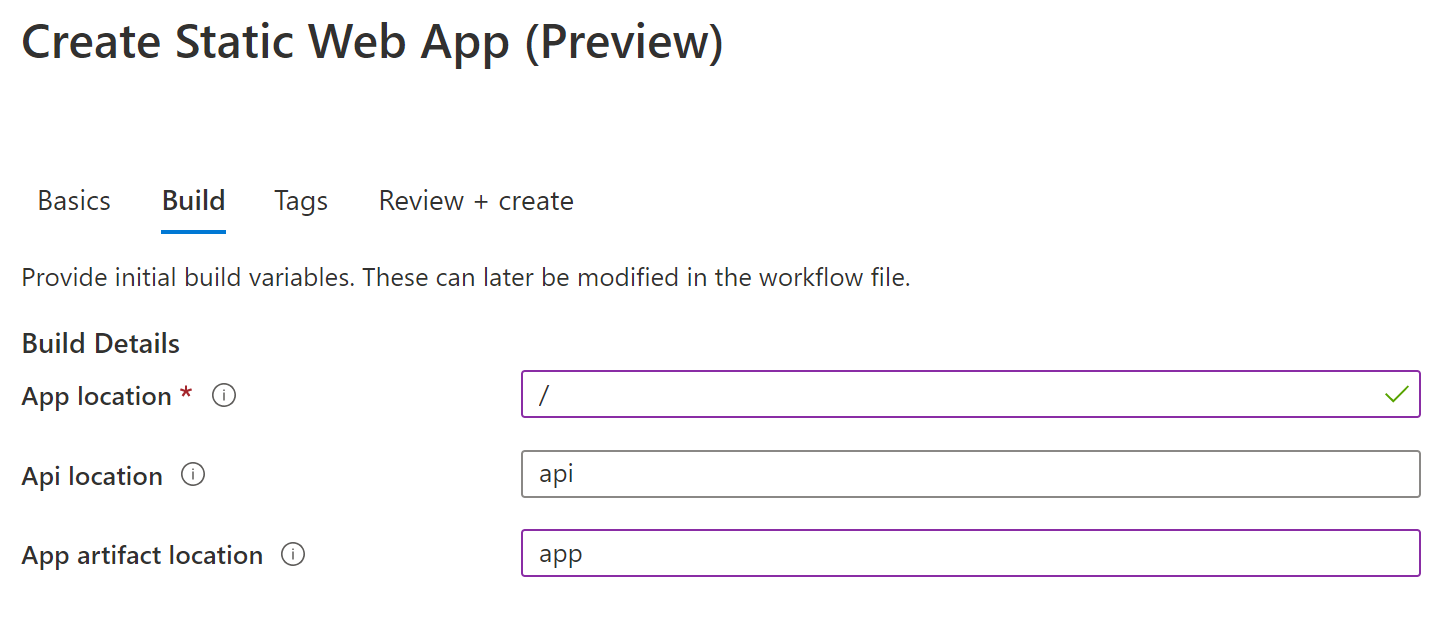 Create Static Web App (Preview)
Basics Build Tags Review + create
Provide initial build variables. These can later be modified in the workflow file.
Build Details
App location * /
Api location api
App artifact location app